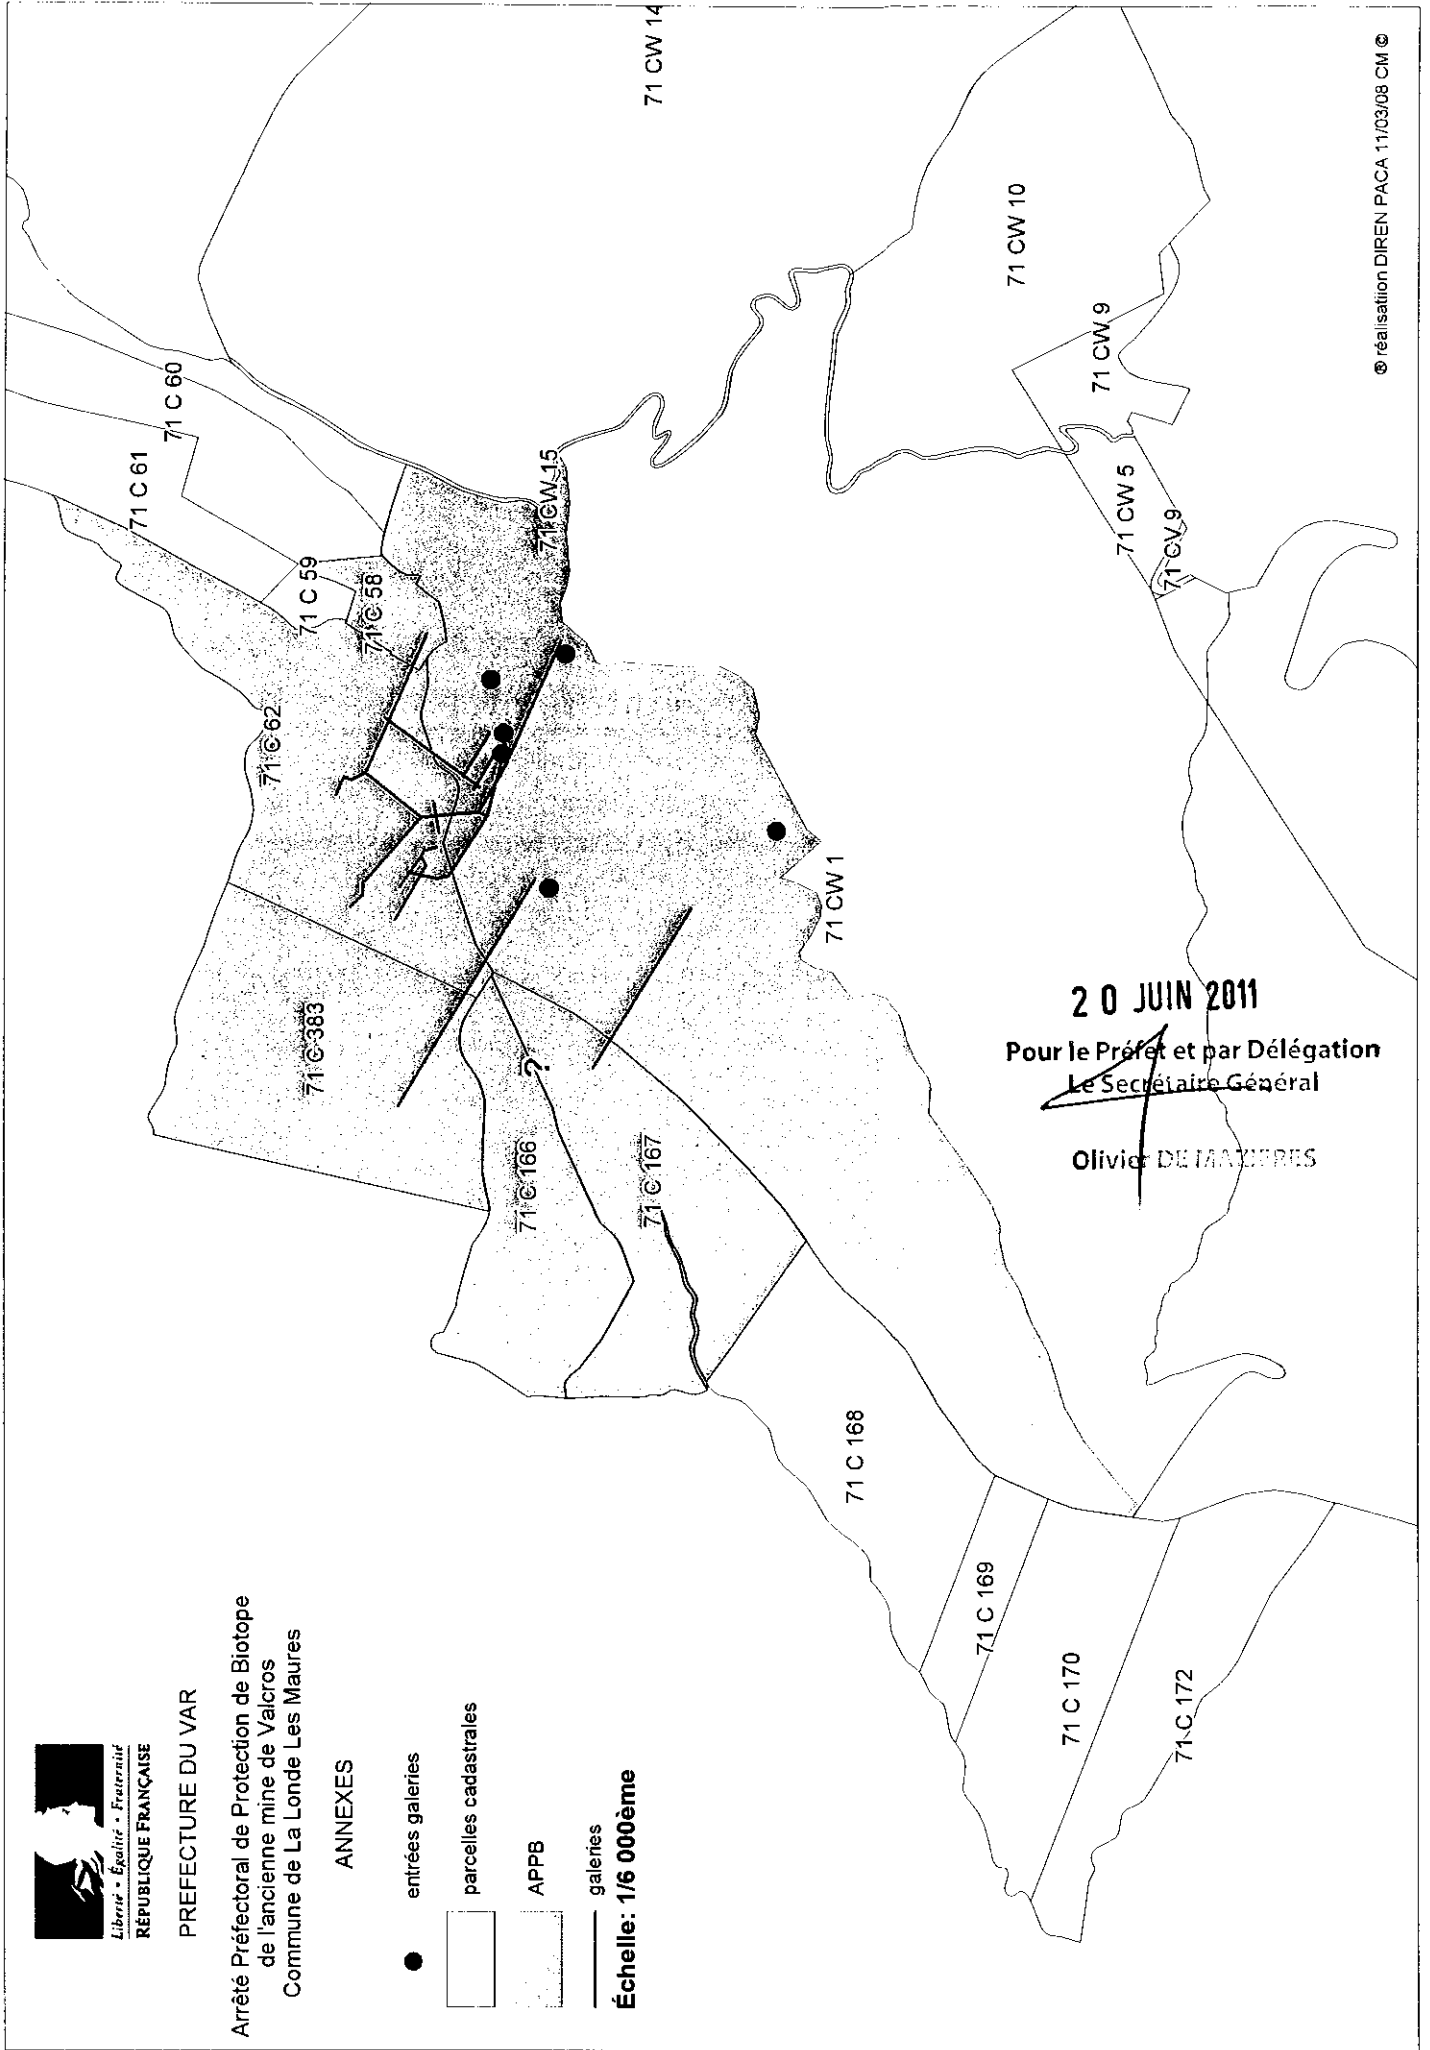 Liberté • Égalité • Fraternité
RÉPUBLIQUE FRANÇAISE
PREFECTURE DU VAR
Arrêté Préfectoral de Protection de Biotope
de l'ancienne mine de Valcros
Commune de La Londe Les Maures
ANNEXES
entrées galeries
parcelles cadastrales
APPB
galeries
Échelle: 1/6 000ème
71 CW 14
71 C 60
71 C 61
71 C 59
71 C 58
71 CW 15
71 C 62
71 CW 10
71 CW 9
71 CW 5
71 CV 9
71 CW 1
71 C 383
?
71 C 166
71 C 167
71 C 168
71 C 169
71 C 170
71 C 172
2 0 JUIN 2011
Pour le Préfet et par Délégation
Le Secrétaire Général
Olivier DE
® réalisatiion DIREN PACA 11/03/08 CM ©